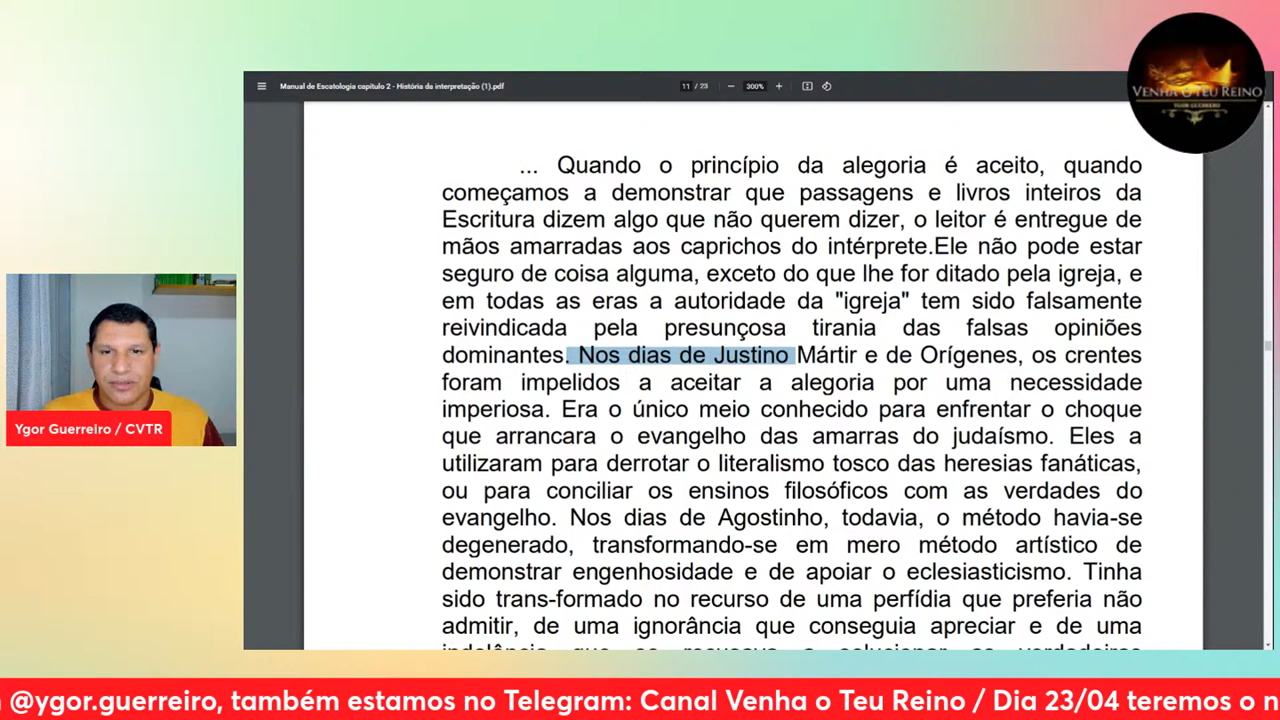 Manual de Escatologia capítulo 2 - História da interpretação (1).pdf
11 / 23
300%
VENHA O TEU REINO
YGOR GUERREIRO
... Quando o princípio da alegoria é aceito, quando
começamos a demonstrar que passagens e livros inteiros da
Escritura dizem algo que não querem dizer, o leitor é entregue de
mãos amarradas aos caprichos do intérprete.Ele não pode estar
seguro de coisa alguma, exceto do que lhe for ditado pela igreja, e
em todas as eras a autoridade da "igreja" tem sido falsamente
reivindicada pela presunçosa tirania das falsas opiniões
dominantes. Nos dias de Justino Mártir e de Orígenes, os crentes
foram impelidos a aceitar a alegoria por uma necessidade
imperiosa. Era o único meio conhecido para enfrentar o choque
que arrancara o evangelho das amarras do judaísmo. Eles a
utilizaram para derrotar o literalismo tosco das heresias fanáticas,
ou para conciliar os ensinos filosóficos com as verdades do
evangelho. Nos dias de Agostinho, todavia, o método havia-se
degenerado, transformando-se em mero método artístico de
demonstrar engenhosidade e de apoiar o eclesiasticismo. Tinha
sido trans-formado no recurso de uma perfídia que preferia não
admitir, de uma ignorância que conseguia apreciar e de uma
Ygor Guerreiro / CVTR
@ygor.guerreiro, também estamos no Telegram: Canal Venha o Teu Reino / Dia 23/04 teremos o